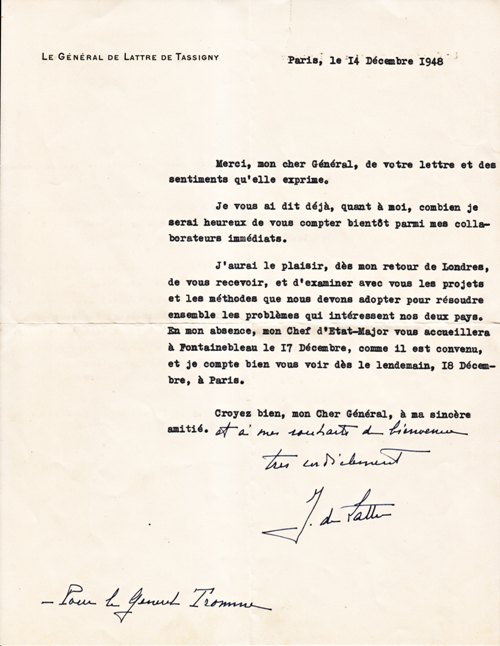 LE GÉNÉRAL DE LATTRE DE TASSIGNY
Paris, le 14 Décembre 1948
Merci, mon cher Général, de votre lettre et des
sentiments qu'elle exprime.
Je vous ai dit déjà, quant à moi, combien je
serai heureux de vous compter bientôt parmi mes colla-
borateurs immédiats.
J'aurai le plaisir, dès mon retour de Londres,
de vous recevoir, et d'examiner avec vous les projets
et les méthodes que nous devons adopter pour résoudre
ensemble les problèmes qui intéressent nos deux pays.
En mon absence, mon Chef d'Etat-Major vous accueillera
à Fontainebleau le 17 Décembre, comme il est convenu,
et je compte bien vous voir dès le lendemain, 18 Décem-
bre, à Paris.
Croyez bien, mon Cher Général, à ma sincère
amitié. et à mes souhaits de bienvenue
très cordialement
J. de Lattre
— Pour le General